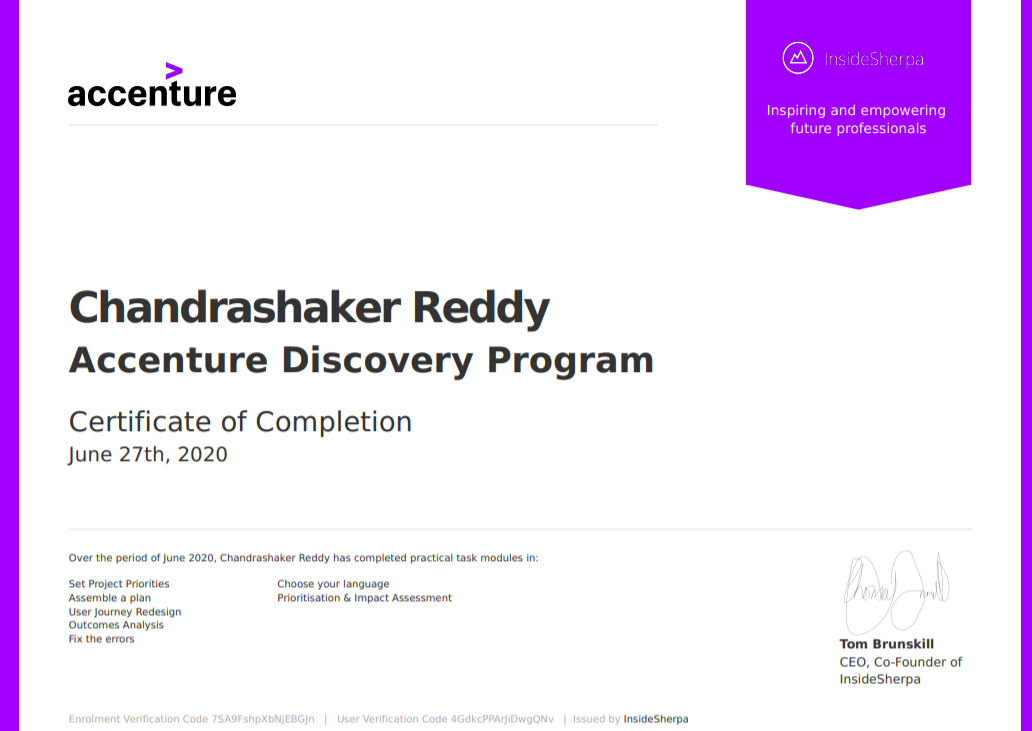 accenture
InsideSherpa
Inspiring and empowering
future professionals
Chandrashaker Reddy
Accenture Discovery Program
Certificate of Completion
June 27th, 2020
Over the period of June 2020, Chandrashaker Reddy has completed practical task modules in:
Set Project Priorities
Assemble a plan
User Journey Redesign
Outcomes Analysis
Fix the errors
Choose your language
Prioritisation & Impact Assessment
Tom Brunskill
CEO, Co-Founder of
InsideSherpa
Enrolment Verification Code 7SA9FshpXbNjEBGJn | User Verification Code 4GdkcPPArJiDwgQNv | Issued by InsideSherpa